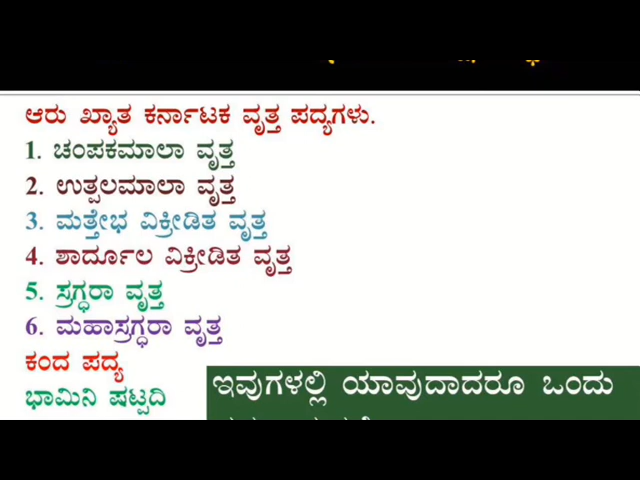 ಆರು ಖ್ಯಾತ ಕರ್ನಾಟಕ ವೃತ್ತ ಪದ್ಯಗಳು.
1. ಚಂಪಕಮಾಲಾ ವೃತ್ತ
2. ಉತ್ಪಲಮಾಲಾ ವೃತ್ತ
3. ಮತ್ತೇಭ ವಿಕ್ರೀಡಿತ ವೃತ್ತ
4. ಶಾರ್ದೂಲ ವಿಕ್ರೀಡಿತ ವೃತ್ತ
5. ಸ್ರಗ್ಧರಾ ವೃತ್ತ
6. ಮಹಾಸ್ರಗ್ಧರಾ ವೃತ್ತ
ಕಂದ ಪದ್ಯ
ಭಾಮಿನಿ ಷಟ್ಪದಿ
ಇವುಗಳಲ್ಲಿ ಯಾವುದಾದರೂ ಒಂದು